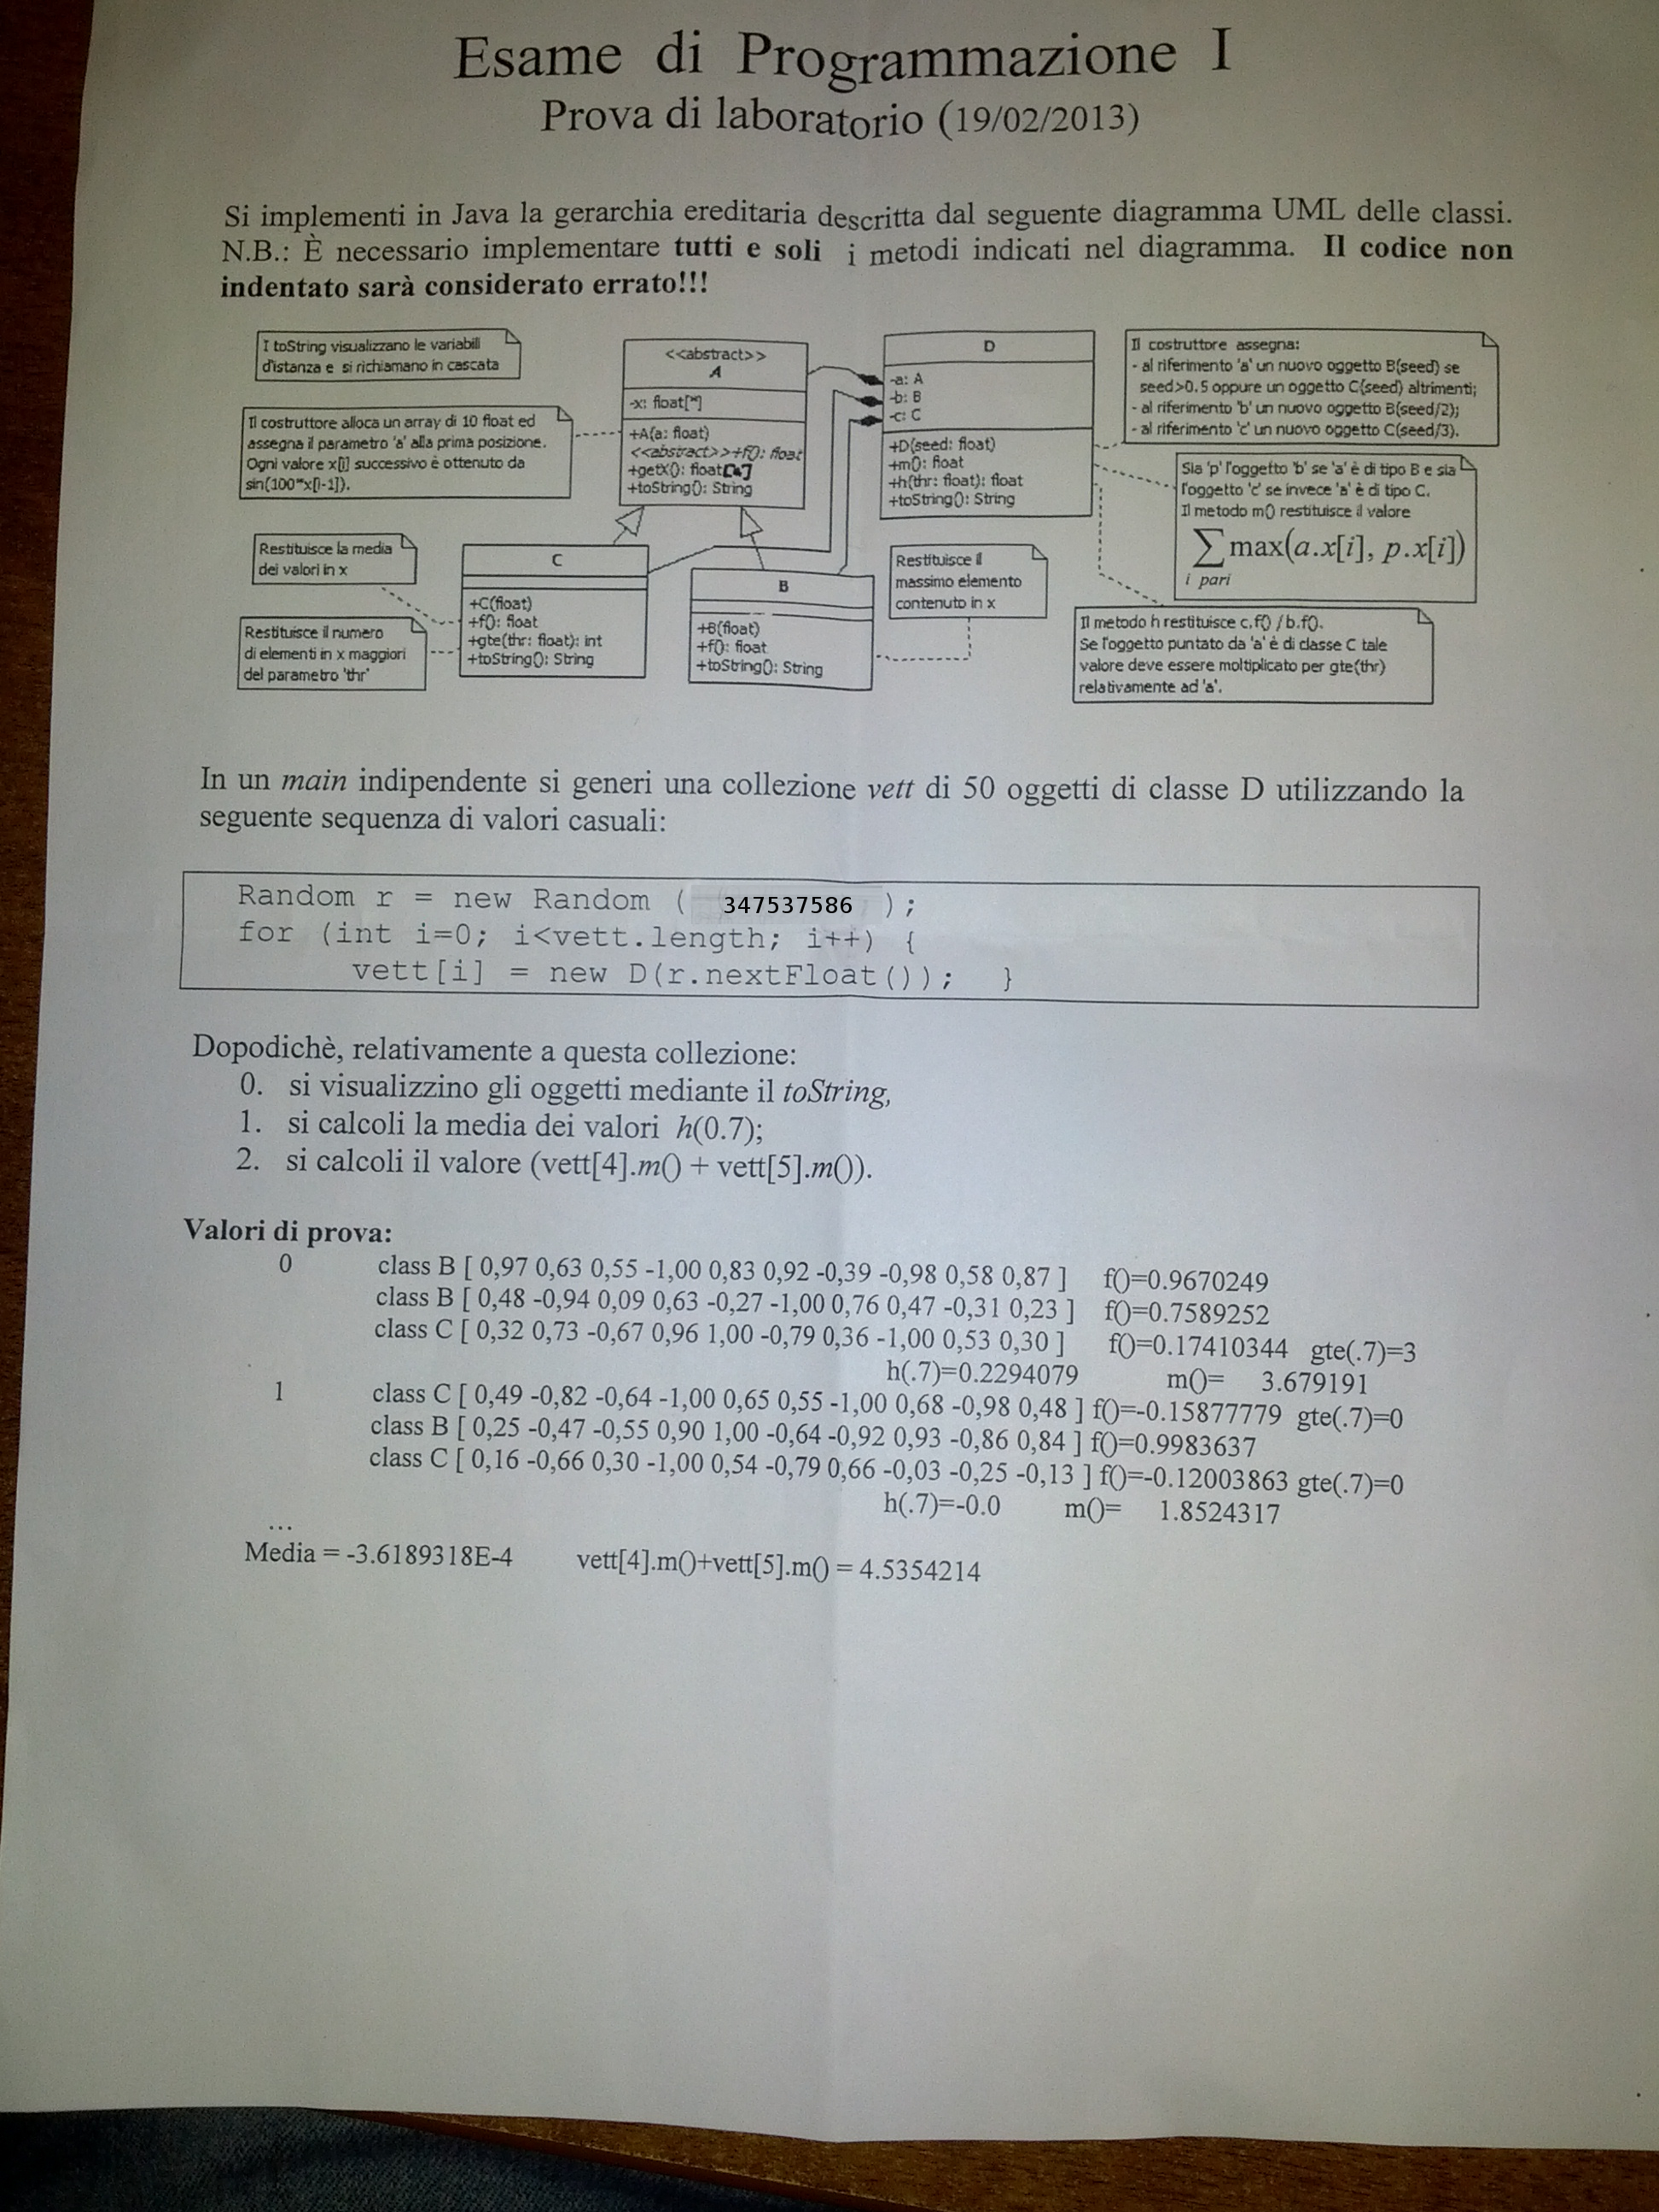 Esame di Programmazione I
Prova di laboratorio (19/02/2013)
Si implementi in Java la gerarchia ereditaria descritta dal seguente diagramma UML delle classi.
N.B.: È necessario implementare tutti e soli i metodi indicati nel diagramma. Il codice non
indentato sarà considerato errato!!!
I toString visualizzano le variabili
d'istanza e si richiamano in cascata
Il costruttore alloca un array di 10 float ed
assegna il parametro 'a' alla prima posizione.
Ogni valore x[i] successivo è ottenuto da
sin(100*x[i-1]).
<<abstract>>
A
-x: float[*]
+A(a: float)
<<abstract>>+f(): float
+getX(): float[*]
+toString(): String
D
-a: A
-b: B
-c: C
+D(seed: float)
+m(): float
+h(thr: float): float
+toString(): String
Il costruttore assegna:
- al riferimento 'a' un nuovo oggetto B(seed) se
seed>0.5 oppure un oggetto C(seed) altrimenti;
- al riferimento 'b' un nuovo oggetto B(seed/2);
- al riferimento 'c' un nuovo oggetto C(seed/3).
Sia 'p' l'oggetto 'b' se 'a' è di tipo B e sia
l'oggetto 'c' se invece 'a' è di tipo C.
Il metodo m() restituisce il valore
∑max(a.x[i], p.x[i])
i pari
Restituisce la media
dei valori in x
Restituisce il numero
di elementi in x maggiori
del parametro 'thr'
C
+C(float)
+f(): float
+gte(thr: float): int
+toString(): String
B
+B(float)
+f(): float
+toString(): String
Restituisce il
massimo elemento
contenuto in x
Il metodo h restituisce c.f() / b.f().
Se l'oggetto puntato da 'a' è di classe C tale
valore deve essere moltiplicato per gte(thr)
relativamente ad 'a'.
In un main indipendente si generi una collezione vett di 50 oggetti di classe D utilizzando la
seguente sequenza di valori casuali:
Random r = new Random ( 347537586 );
for (int i=0; i<vett.length; i++) {
vett[i] = new D(r.nextFloat()); }
Dopodichè, relativamente a questa collezione:
0. si visualizzino gli oggetti mediante il toString,
1. si calcoli la media dei valori h(0.7);
2. si calcoli il valore (vett[4].m() + vett[5].m()).
Valori di prova:
0 class B [ 0,97 0,63 0,55 -1,00 0,83 0,92 -0,39 -0,98 0,58 0,87 ] f()=0.9670249
class B [ 0,48 -0,94 0,09 0,63 -0,27 -1,00 0,76 0,47 -0,31 0,23 ] f()=0.7589252
class C [ 0,32 0,73 -0,67 0,96 1,00 -0,79 0,36 -1,00 0,53 0,30 ] f()=0.17410344 gte(.7)=3
h(.7)=0.2294079 m()= 3.679191
1 class C [ 0,49 -0,82 -0,64 -1,00 0,65 0,55 -1,00 0,68 -0,98 0,48 ] f()=-0.15877779 gte(.7)=0
class B [ 0,25 -0,47 -0,55 0,90 1,00 -0,64 -0,92 0,93 -0,86 0,84 ] f()=0.9983637
class C [ 0,16 -0,66 0,30 -1,00 0,54 -0,79 0,66 -0,03 -0,25 -0,13 ] f()=-0.12003863 gte(.7)=0
h(.7)=-0.0 m()= 1.8524317
...
Media = -3.6189318E-4 vett[4].m()+vett[5].m() = 4.5354214